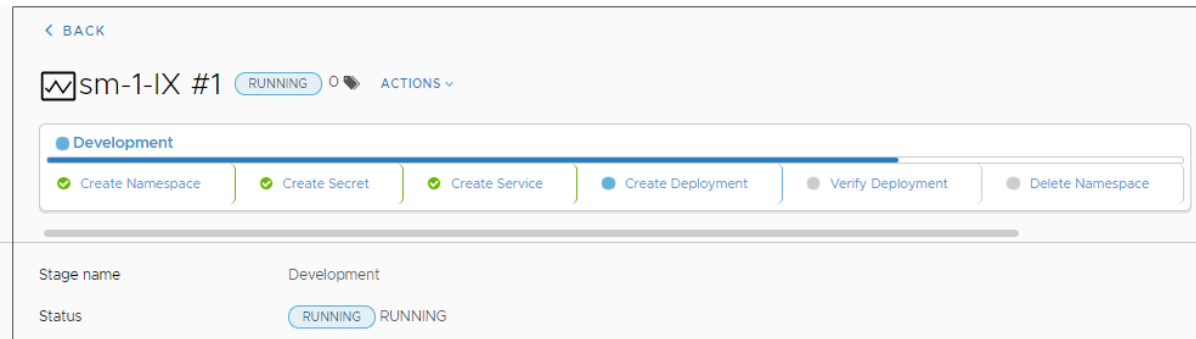 BACK
sm-1-IX #1 RUNNING 0 ACTIONS
Development
Create Namespace Create Secret Create Service Create Deployment Verify Deployment Delete Namespace
Stage name Development
Status RUNNING RUNNING